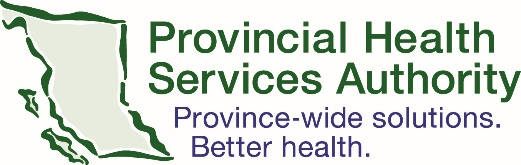 Provincial Health
Services Authority
Province-wide solutions.
Better health.